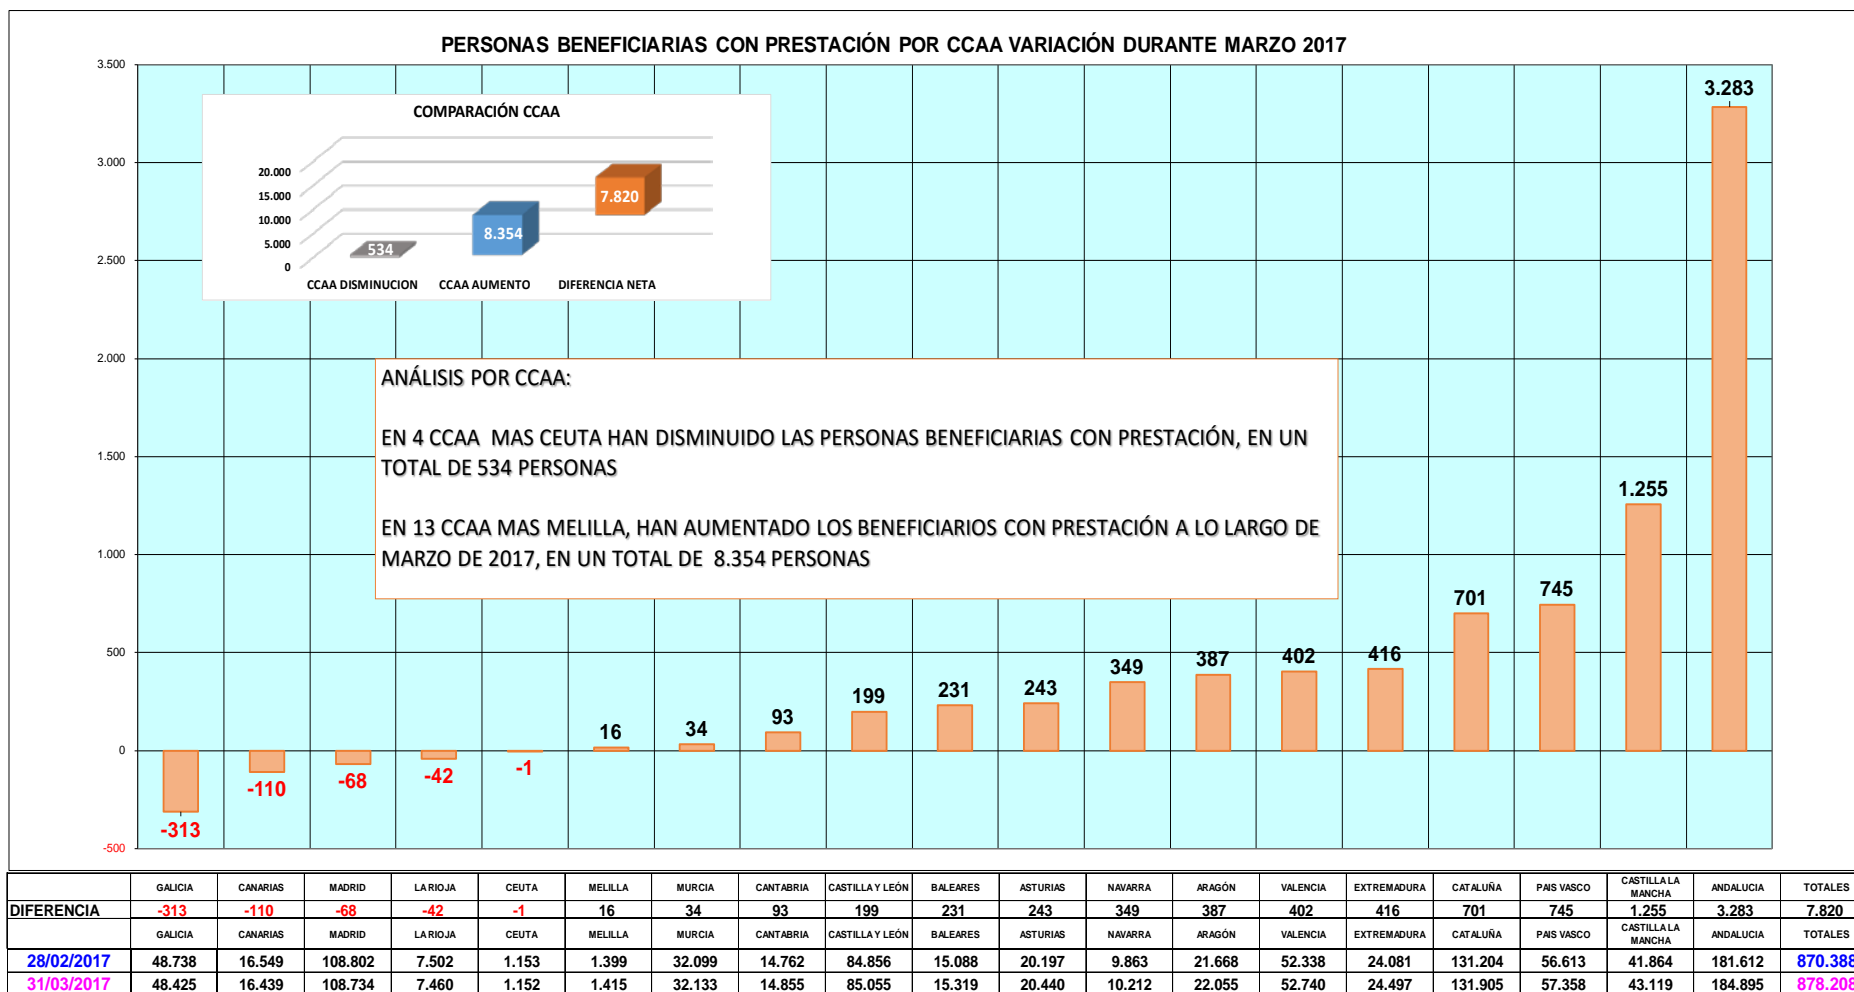 PERSONAS BENEFICIARIAS CON PRESTACIÓN POR CCAA VARIACIÓN DURANTE MARZO 2017
3.500
3.000
2.500
2.000
1.500
1.000
500
0
-500
COMPARACIÓN CCAA
20.000
15.000
10.000
5.000
0
534
8.354
7.820
CCAA DISMINUCION CCAA AUMENTO DIFERENCIA NETA
ANÁLISIS POR CCAA:
EN 4 CCAA MAS CEUTA HAN DISMINUIDO LAS PERSONAS BENEFICIARIAS CON PRESTACIÓN, EN UN
TOTAL DE 534 PERSONAS
EN 13 CCAA MAS MELILLA, HAN AUMENTADO LOS BENEFICIARIOS CON PRESTACIÓN A LO LARGO DE
MARZO DE 2017, EN UN TOTAL DE 8.354 PERSONAS
-313 -110 -68 -42 -1 16 34 93 199 231 243 349 387 402 416 701 745 1.255 3.283
GALICIA CANARIAS MADRID LA RIOJA CEUTA MELILLA MURCIA CANTABRIA CASTILLA Y LEÓN BALEARES ASTURIAS NAVARRA ARAGÓN VALENCIA EXTREMADURA CATALUÑA PAIS VASCO CASTILLA LA MANCHA ANDALUCIA TOTALES
DIFERENCIA -313 -110 -68 -42 -1 16 34 93 199 231 243 349 387 402 416 701 745 1.255 3.283 7.820
GALICIA CANARIAS MADRID LA RIOJA CEUTA MELILLA MURCIA CANTABRIA CASTILLA Y LEÓN BALEARES ASTURIAS NAVARRA ARAGÓN VALENCIA EXTREMADURA CATALUÑA PAIS VASCO CASTILLA LA MANCHA ANDALUCIA TOTALES
28/02/2017 48.738 16.549 108.802 7.502 1.153 1.399 32.099 14.762 84.856 15.088 20.197 9.863 21.668 52.338 24.081 131.204 56.613 41.864 181.612 870.388
31/03/2017 48.425 16.439 108.734 7.460 1.152 1.415 32.133 14.855 85.055 15.319 20.440 10.212 22.055 52.740 24.497 131.905 57.358 43.119 184.895 878.208